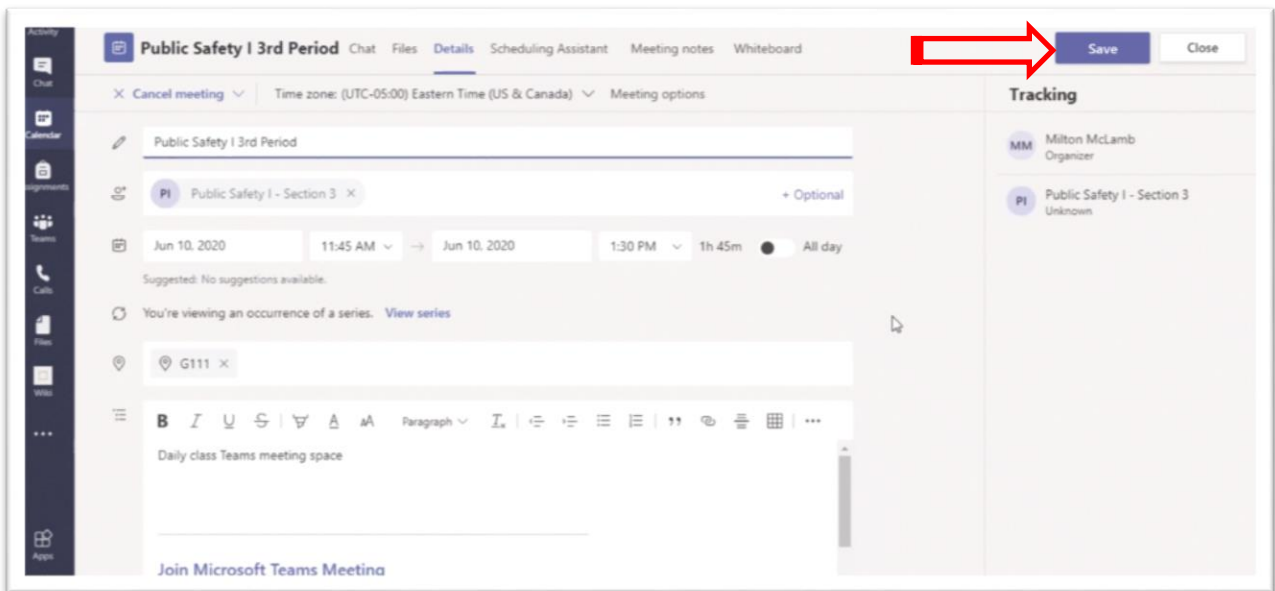 Activity
Public Safety I 3rd Period Chat Files Details Scheduling Assistant Meeting notes Whiteboard Save Close
Chat
Cancel meeting Time zone: (UTC-05:00) Eastern Time (US & Canada) Meeting options Tracking
Calendar
Public Safety I 3rd Period
MM Milton McLamb
Organizer
ssignments
PI Public Safety I - Section 3 × + Optional
PI Public Safety I - Section 3
Unknown
Teams
Jun 10, 2020 11:45 AM → Jun 10, 2020 1:30 PM 1h 45m All day
Suggested: No suggestions available.
Calls
You're viewing an occurrence of a series. View series
Files
G111 ×
Wiki
B I U S A AA Paragraph Ix
Daily class Teams meeting space
Apps
Join Microsoft Teams Meeting